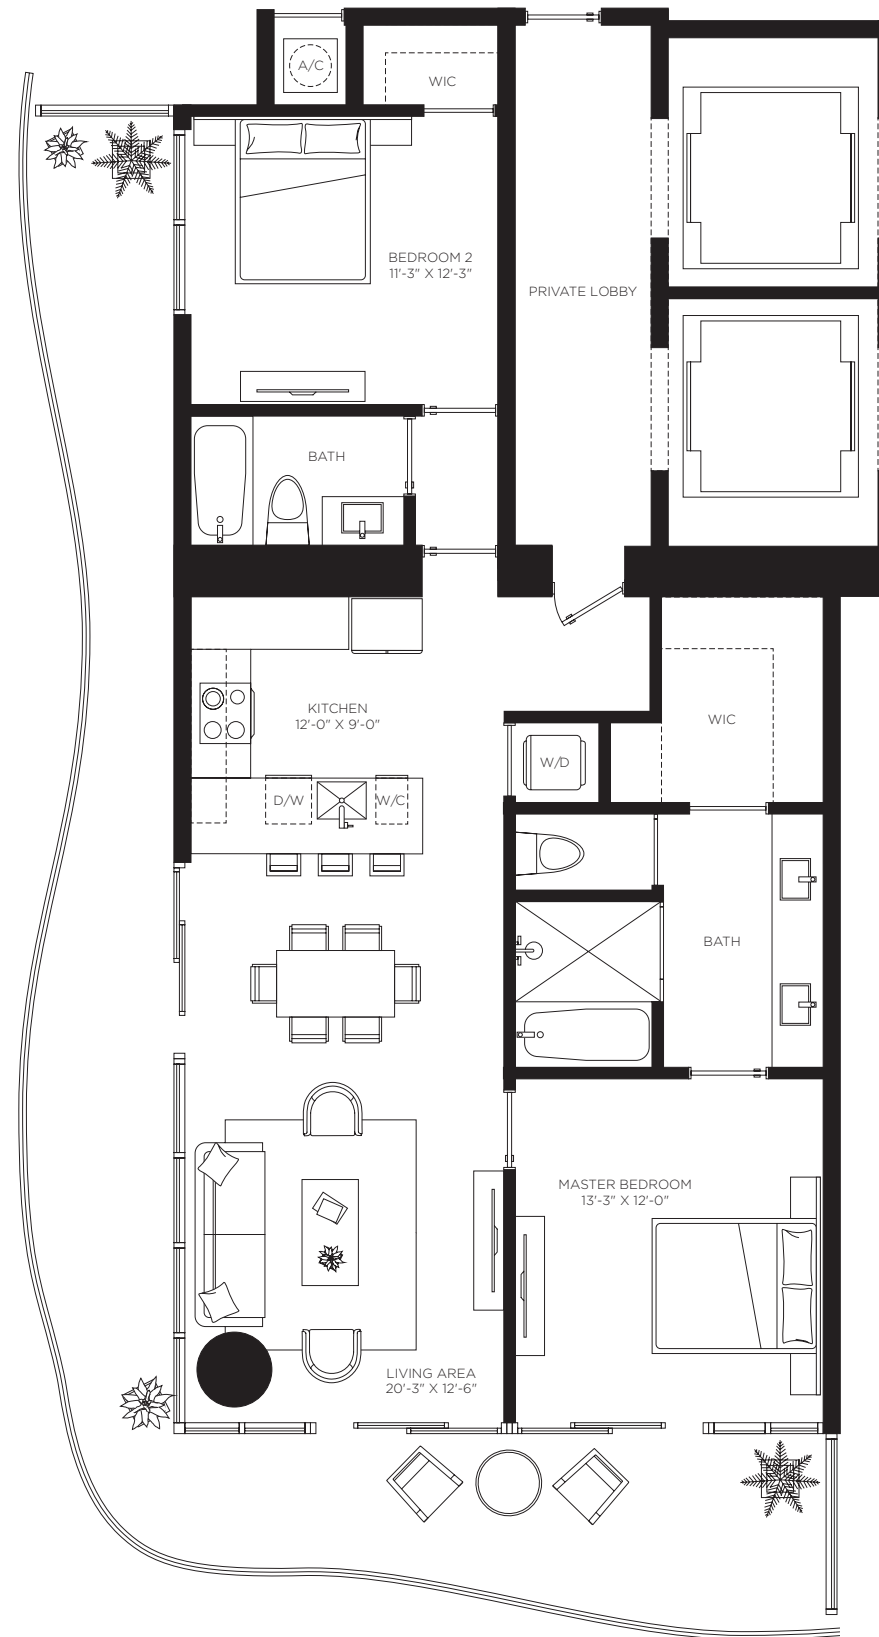 A/C
WIC
BEDROOM 2
11'-3" X 12'-3"
PRIVATE LOBBY
BATH
KITCHEN
12'-0" X 9'-0"
WIC
W/D
D/W
W/C
BATH
MASTER BEDROOM
13'-3" X 12'-0"
LIVING AREA
20'-3" X 12'-6"